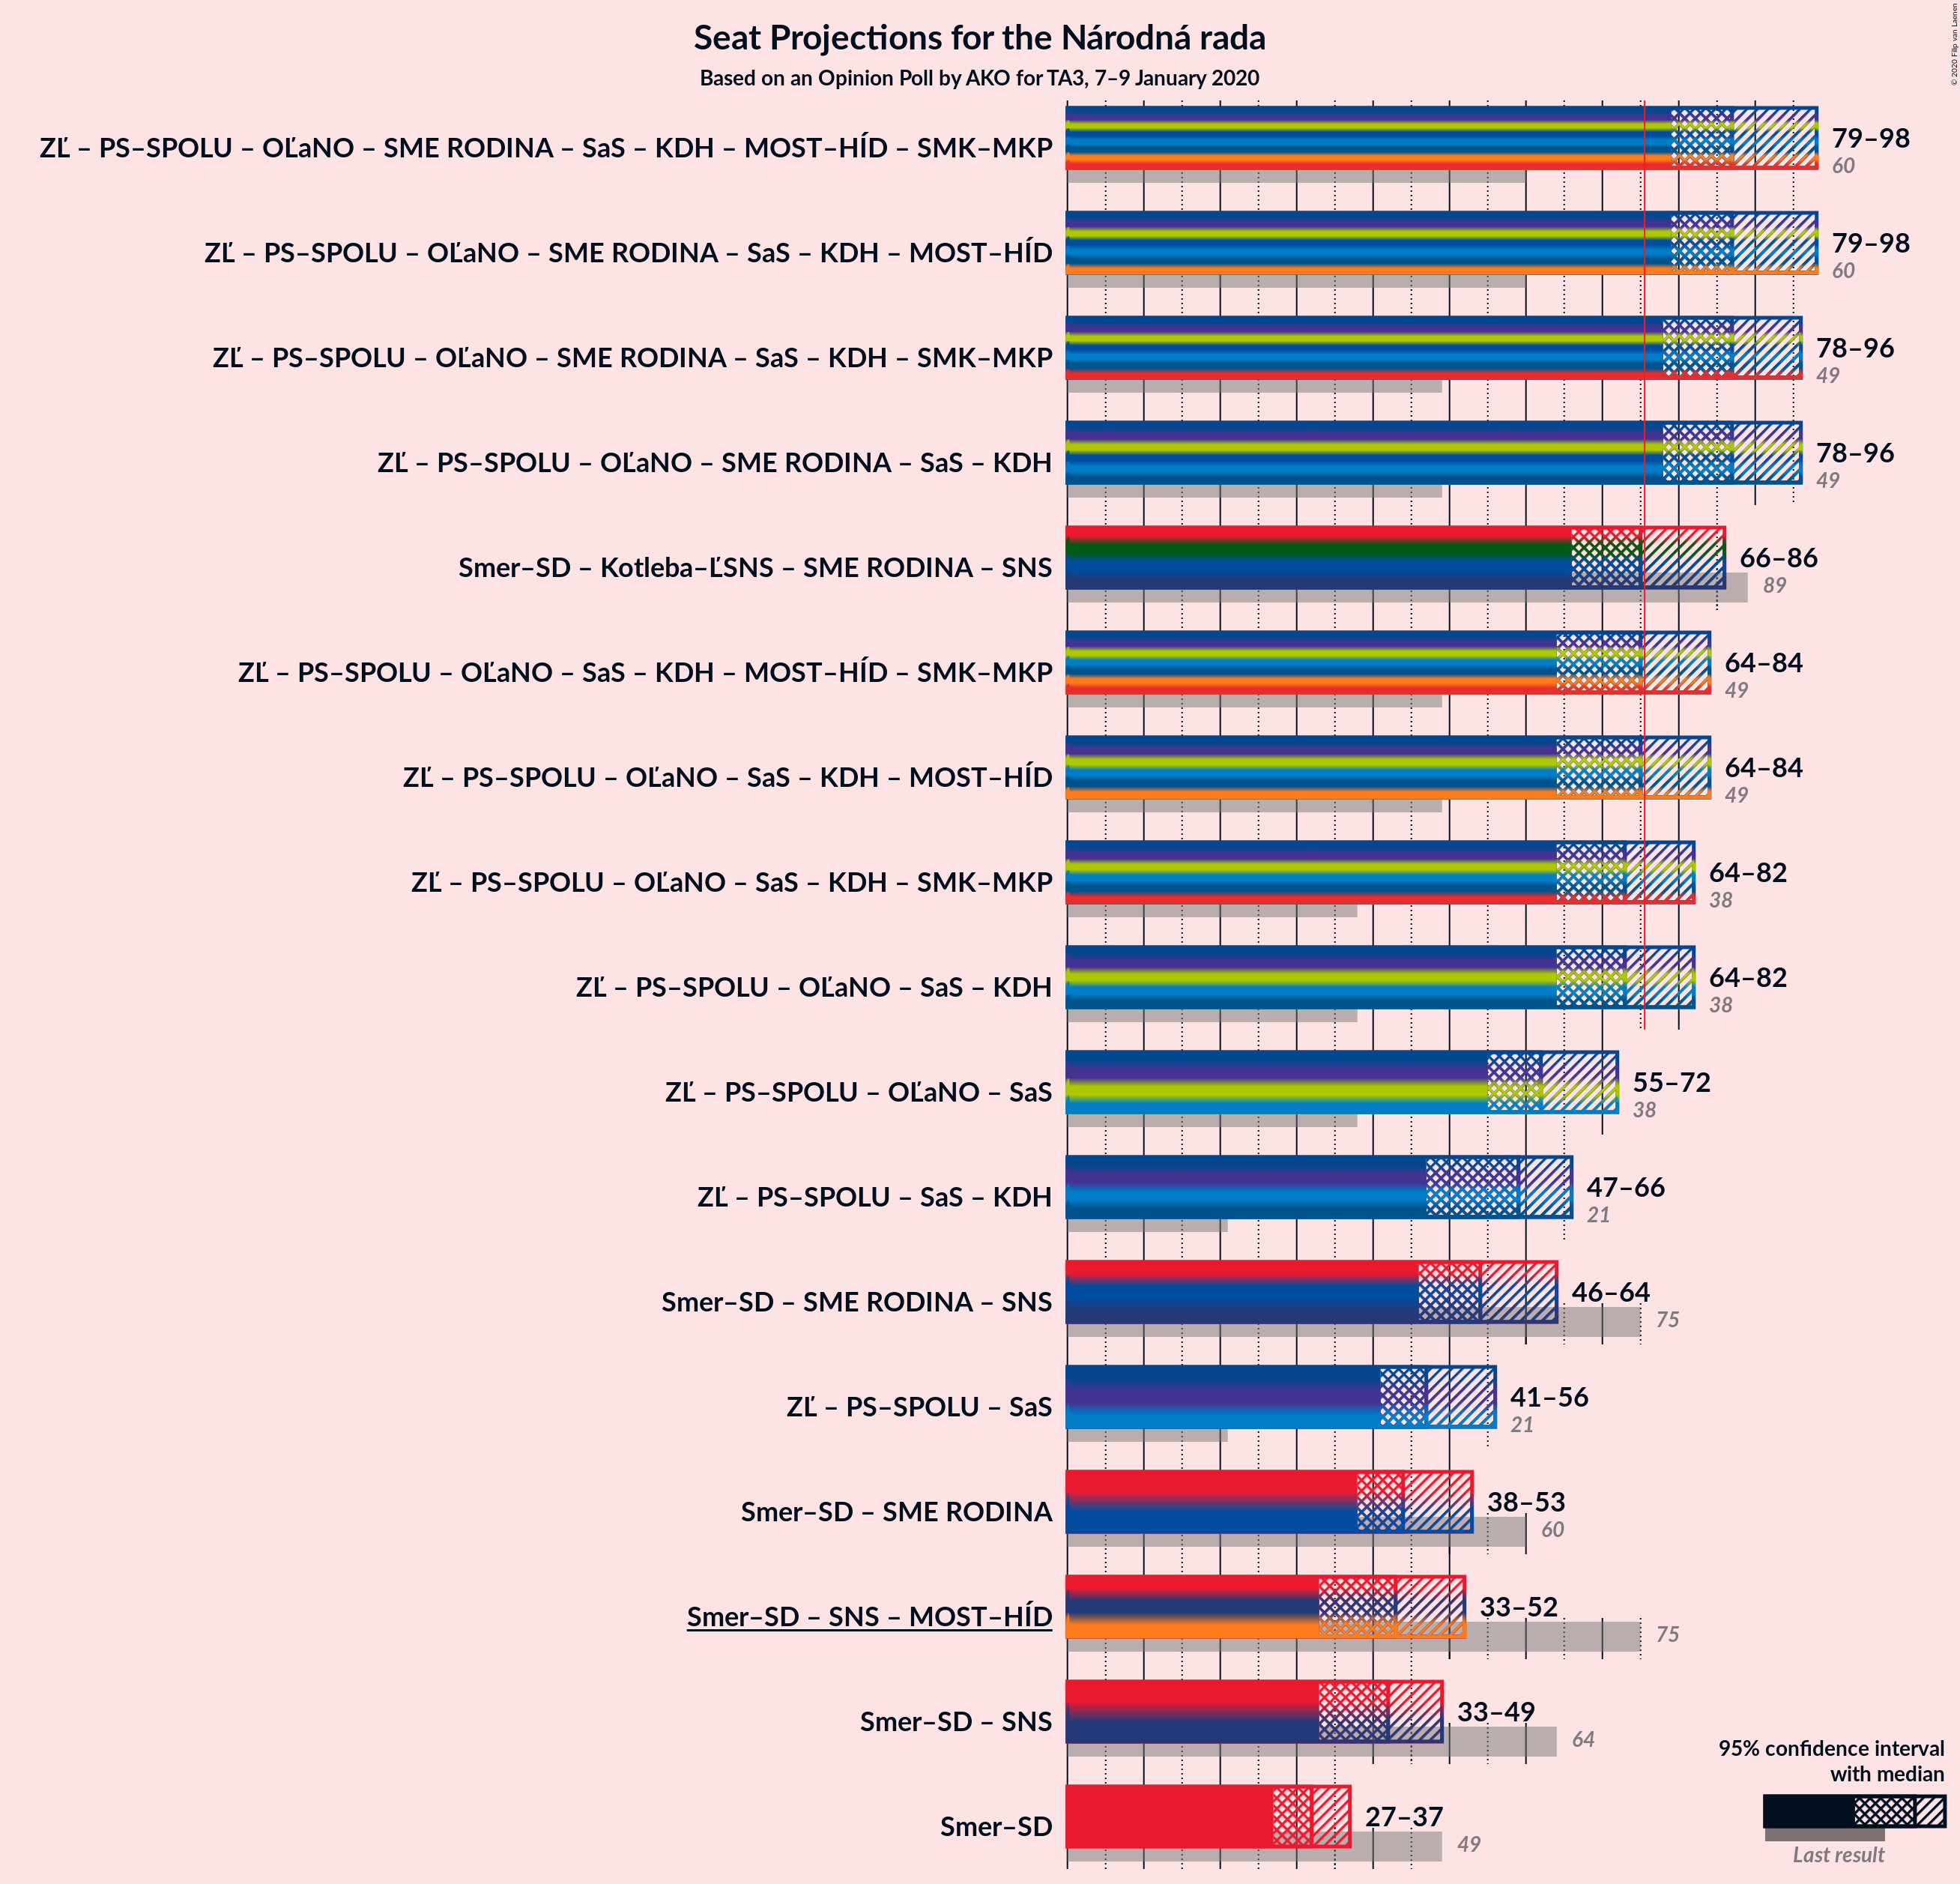 Seat Projections for the Národná rada
Based on an Opinion Poll by AKO for TA3, 7–9 January 2020
© 2020 Filip van Laenen
ZĽ – PS–SPOLU – OĽaNO – SME RODINA – SaS – KDH – MOST–HÍD – SMK–MKP
79–98
60
ZĽ – PS–SPOLU – OĽaNO – SME RODINA – SaS – KDH – MOST–HÍD
79–98
60
ZĽ – PS–SPOLU – OĽaNO – SME RODINA – SaS – KDH – SMK–MKP
78–96
49
ZĽ – PS–SPOLU – OĽaNO – SME RODINA – SaS – KDH
78–96
49
Smer–SD – Kotleba–ĽSNS – SME RODINA – SNS
66–86
89
ZĽ – PS–SPOLU – OĽaNO – SaS – KDH – MOST–HÍD – SMK–MKP
64–84
49
ZĽ – PS–SPOLU – OĽaNO – SaS – KDH – MOST–HÍD
64–84
49
ZĽ – PS–SPOLU – OĽaNO – SaS – KDH – SMK–MKP
64–82
38
ZĽ – PS–SPOLU – OĽaNO – SaS – KDH
64–82
38
ZĽ – PS–SPOLU – OĽaNO – SaS
55–72
38
ZĽ – PS–SPOLU – SaS – KDH
47–66
21
Smer–SD – SME RODINA – SNS
46–64
75
ZĽ – PS–SPOLU – SaS
41–56
21
Smer–SD – SME RODINA
38–53
60
Smer–SD – SNS – MOST–HÍD
33–52
75
Smer–SD – SNS
33–49
64
Smer–SD
27–37
49
95% confidence interval
with median
Last result